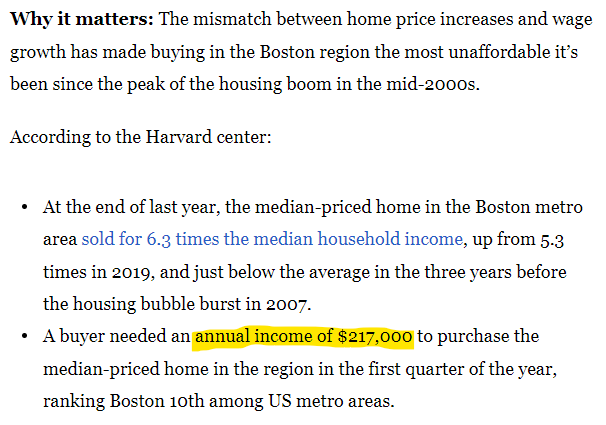 Why it matters: The mismatch between home price increases and wage
growth has made buying in the Boston region the most unaffordable it’s
been since the peak of the housing boom in the mid-2000s.
According to the Harvard center:
• At the end of last year, the median-priced home in the Boston metro
area sold for 6.3 times the median household income, up from 5.3
times in 2019, and just below the average in the three years before
the housing bubble burst in 2007.
• A buyer needed an annual income of $217,000 to purchase the
median-priced home in the region in the first quarter of the year,
ranking Boston 10th among US metro areas.